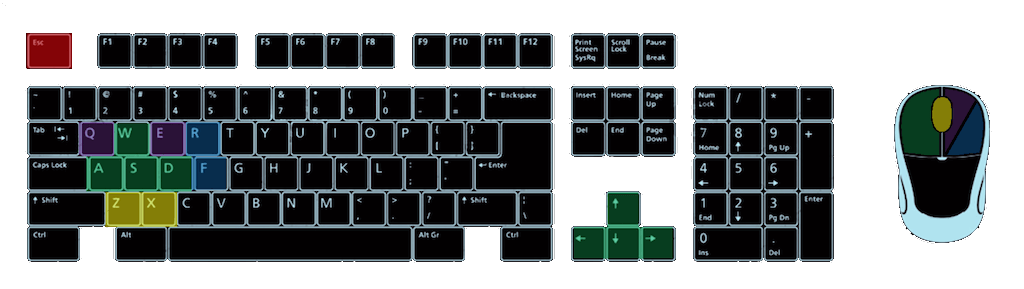 Esc F1 F2 F3 F4 F5 F6 F7 F8 F9 F10 F11 F12 Print Screen SysRq Scroll Lock Pause Break
~ ! 1 @ 2 # 3 $ 4 % 5 ^ 6 & 7 * 8 ( 9 ) 0 _ - + = ← Backspace Insert Home Page Up Num Lock / * -
Tab Q W E R T Y U I O P { [ } ] Del End Page Down 7 Home 8 ↑ 9 Pg Up +
Caps Lock A S D F G H J K L : ; ← Enter 4 ← 5 6 →
↑ Shift Z X C V B N M < , > . ? / ↑ Shift ¦ \ ↑ 1 End 2 ↓ 3 Pg Dn Enter
Ctrl Alt Alt Gr Ctrl ← ↓ → 0 Ins . Del